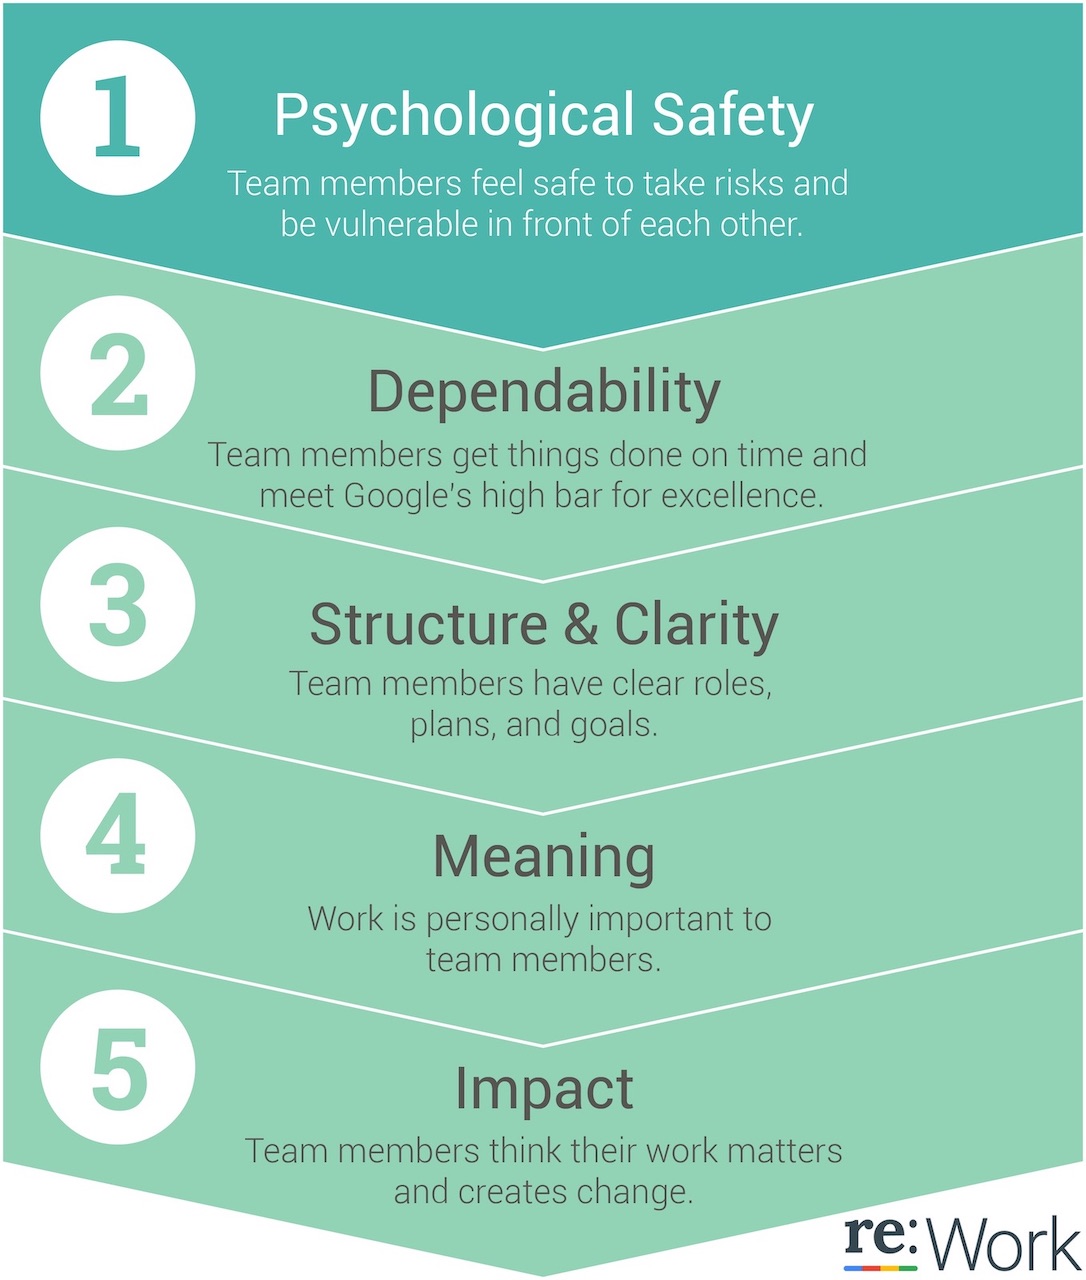 1
Psychological Safety
Team members feel safe to take risks and
be vulnerable in front of each other.
2
Dependability
Team members get things done on time and
meet Google's high bar for excellence.
3
Structure & Clarity
Team members have clear roles,
plans, and goals.
4
Meaning
Work is personally important to
team members.
5
Impact
Team members think their work matters
and creates change.
re:Work